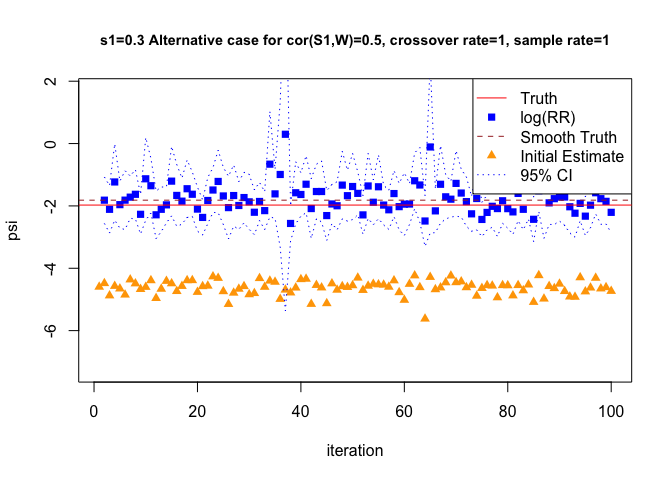 s1=0.3 Alternative case for cor(S1,W)=0.5, crossover rate=1, sample rate=1
psi
2
0
-2
-4
-6
Truth
log(RR)
Smooth Truth
Initial Estimate
95% CI
0 20 40 60 80 100
iteration